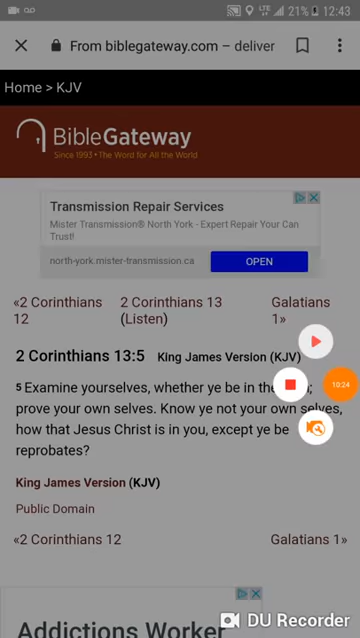 21% 12:43
From biblegateway.com – deliver
Home > KJV
BibleGateway
Since 1993 • The Word for All the World
Transmission Repair Services
Mister Transmission® North York - Expert Repair Your Can
Trust!
north-york.mister-transmission.ca OPEN
«2 Corinthians 12
2 Corinthians 13 (Listen)
Galatians 1»
2 Corinthians 13:5 King James Version (KJV)
5 Examine yourselves, whether ye be in the
prove your own selves. Know ye not your own selves,
how that Jesus Christ is in you, except ye be
reprobates?
10:24
King James Version (KJV)
Public Domain
«2 Corinthians 12 Galatians 1»
Addictions Worker
DU Recorder